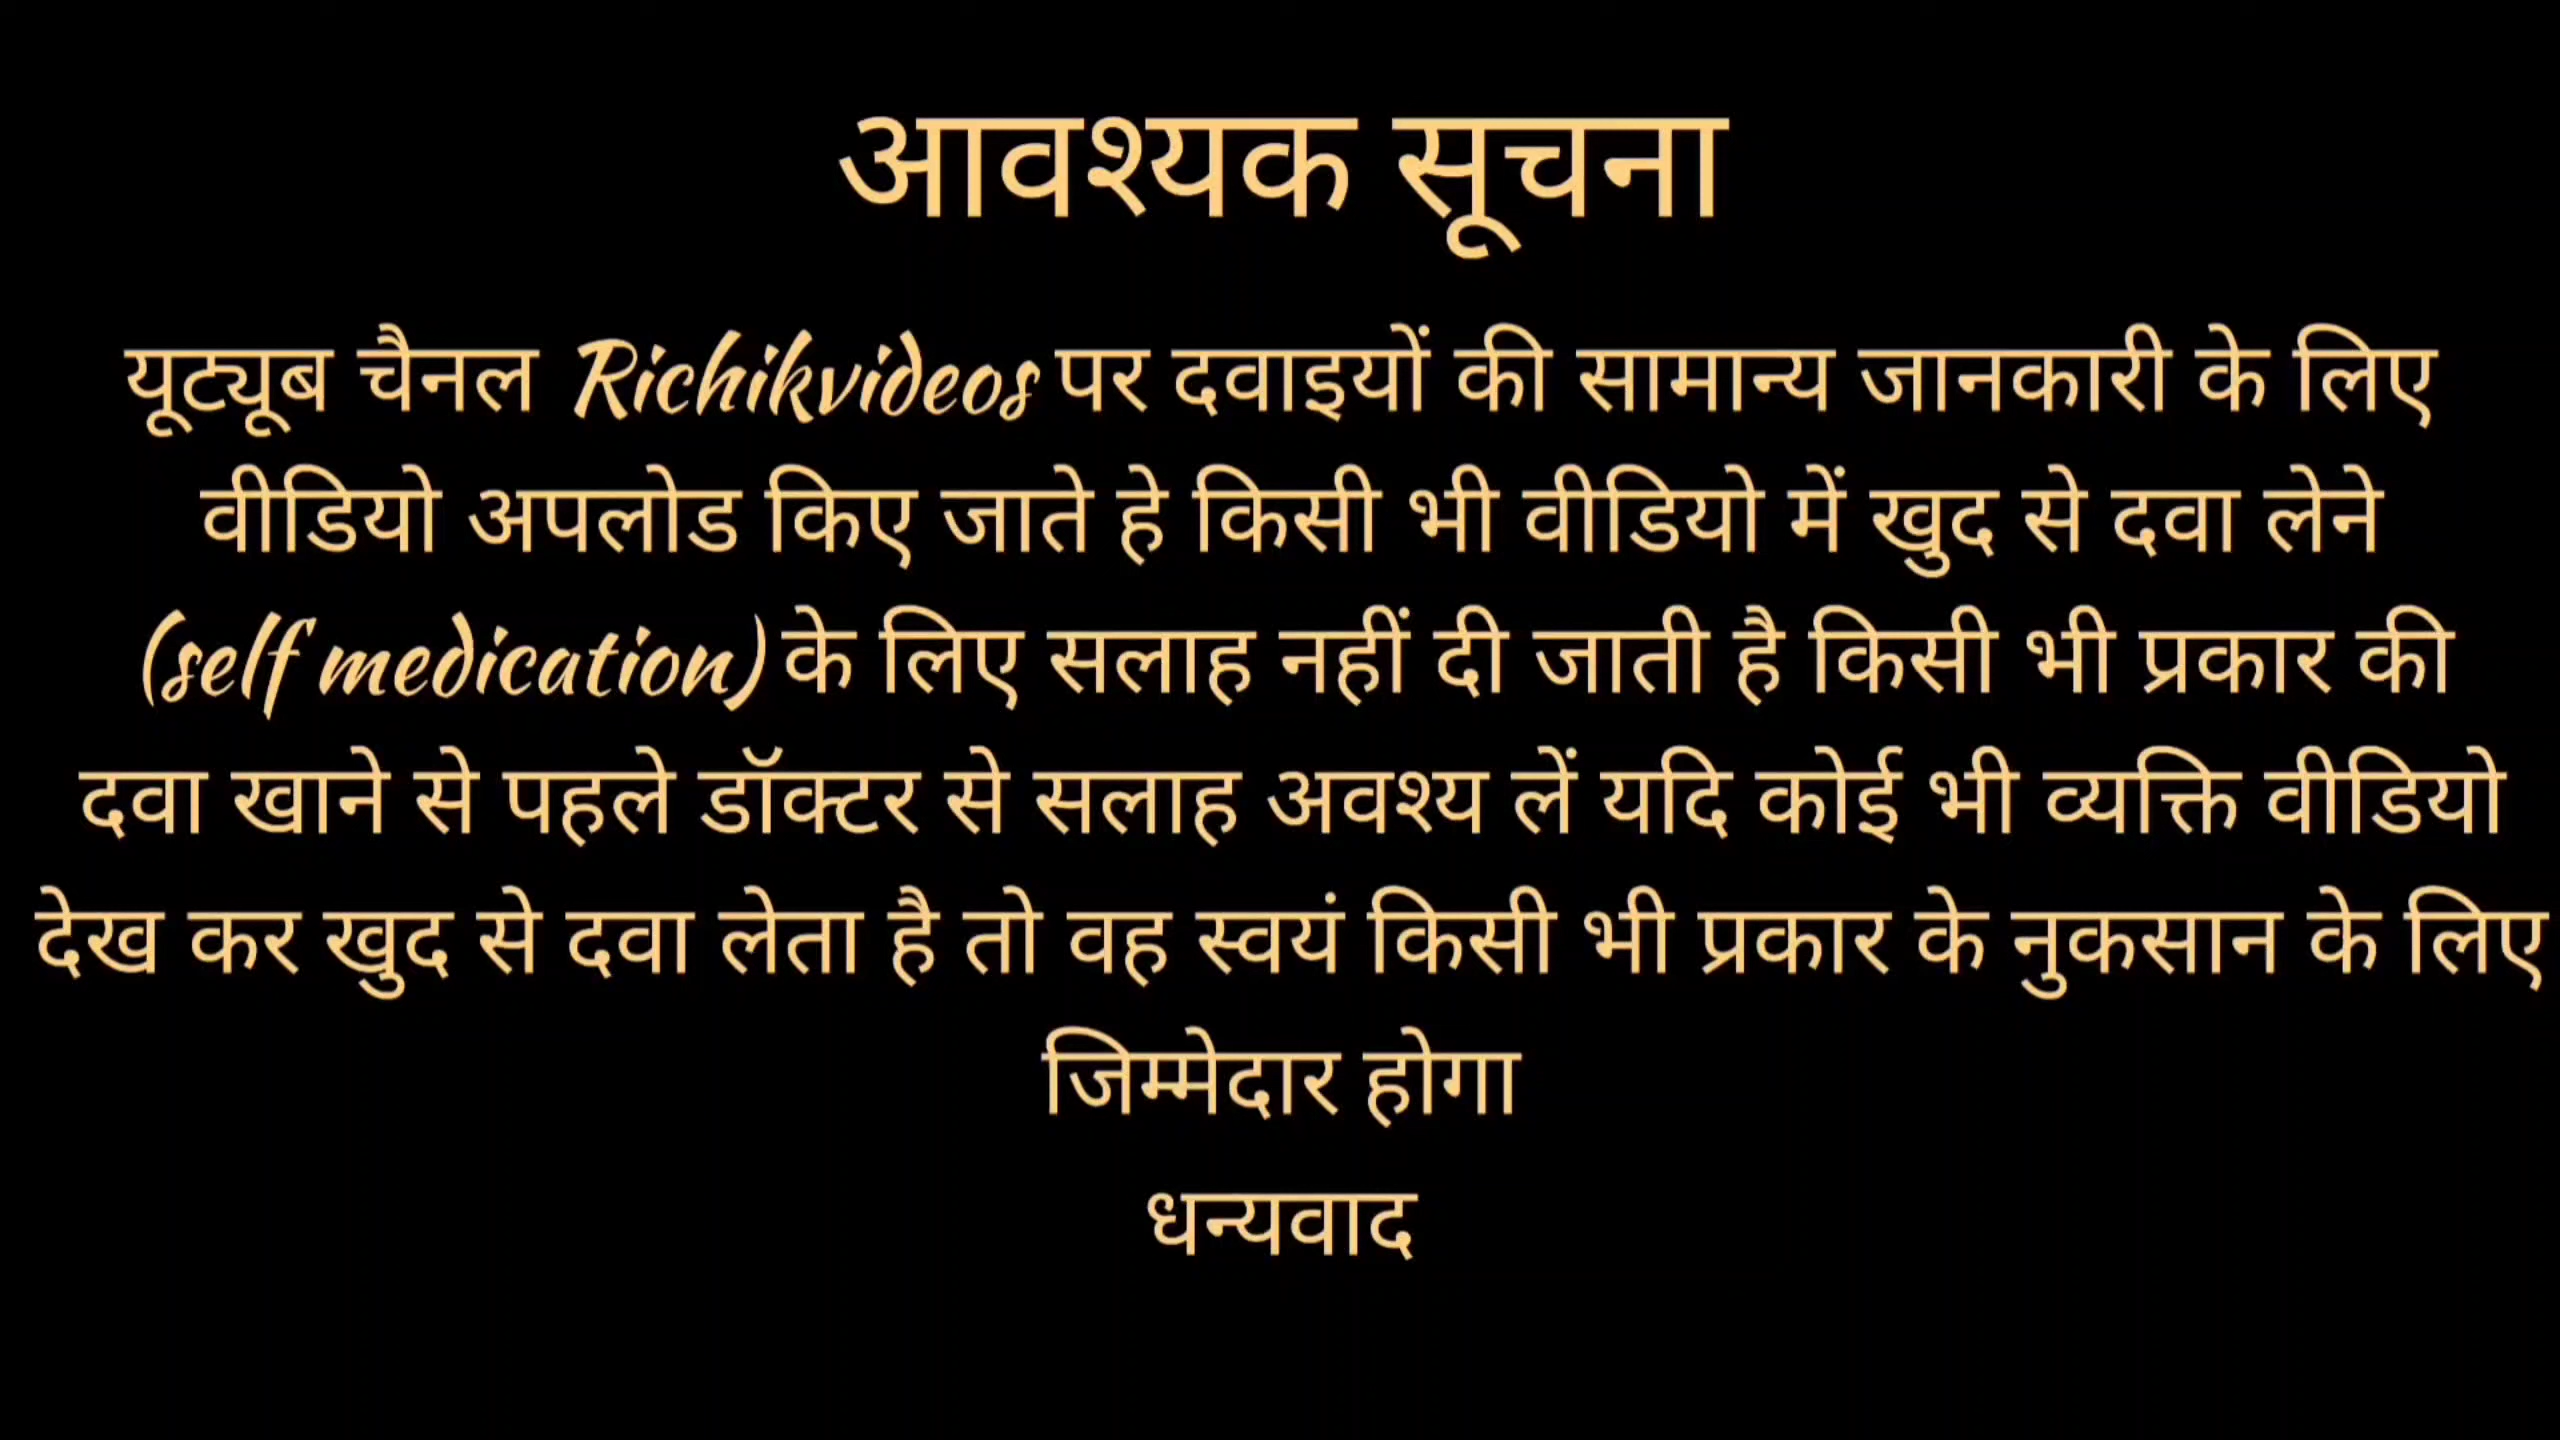 आवश्यक सूचना
यूट्यूब चैनल Richikvideos पर दवाइयों की सामान्य जानकारी के लिए
वीडियो अपलोड किए जाते हे किसी भी वीडियो में खुद से दवा लेने
(self medication) के लिए सलाह नहीं दी जाती है किसी भी प्रकार की
दवा खाने से पहले डॉक्टर से सलाह अवश्य लें यदि कोई भी व्यक्ति वीडियो
देख कर खुद से दवा लेता है तो वह स्वयं किसी भी प्रकार के नुकसान के लिए
जिम्मेदार होगा
धन्यवाद